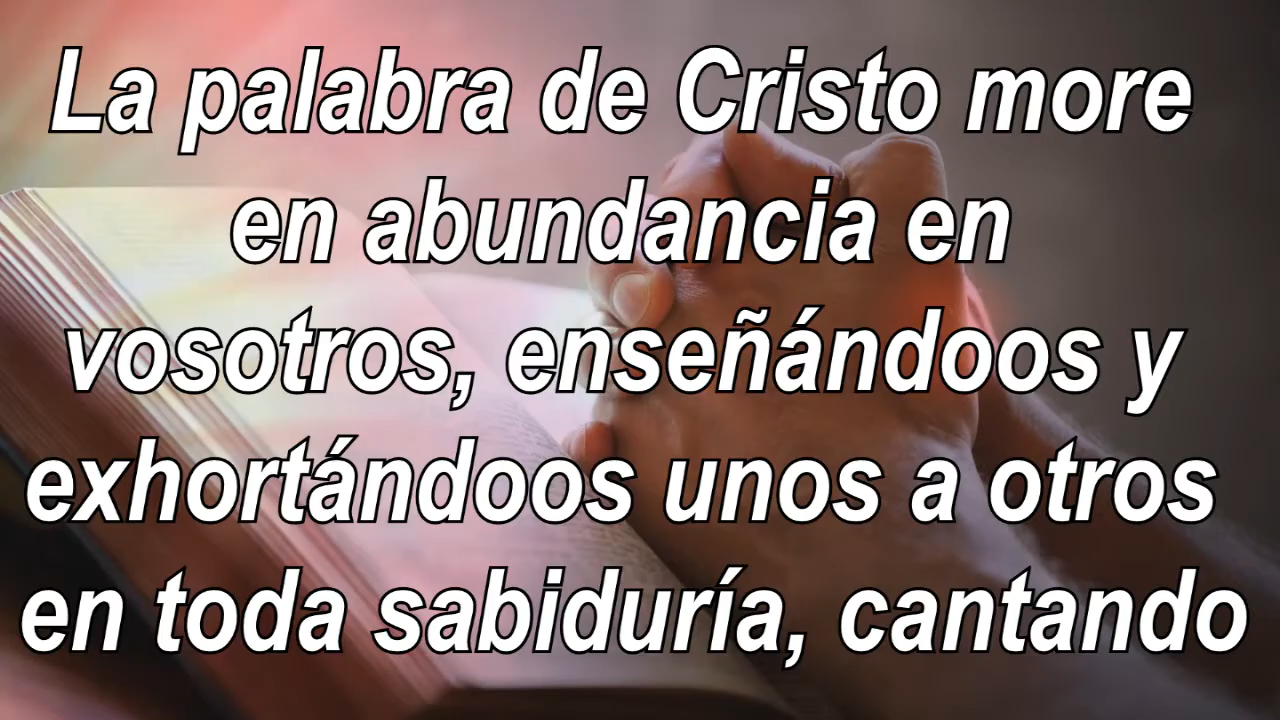 La palabra de Cristo more
en abundancia en
vosotros, enseñándoos y
exhortándoos unos a otros
en toda sabiduría, cantando